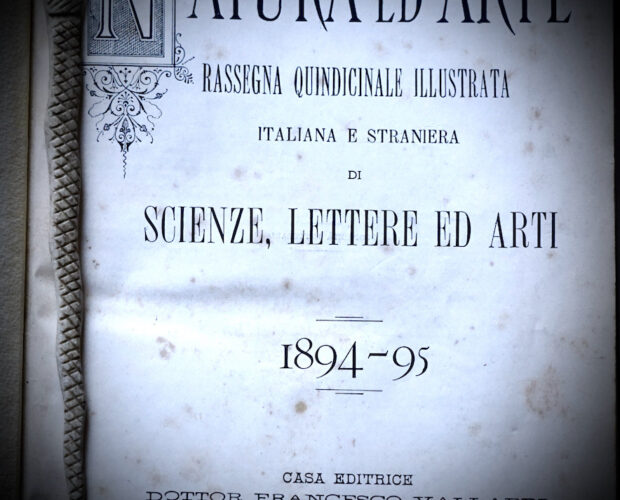 NATURA ED ARTE
RASSEGNA QUINDICINALE ILLUSTRATA
ITALIANA E STRANIERA
DI
SCIENZE, LETTERE ED ARTI
1894-95
CASA EDITRICE
DOTTOR FRANCESCO VALLARDI